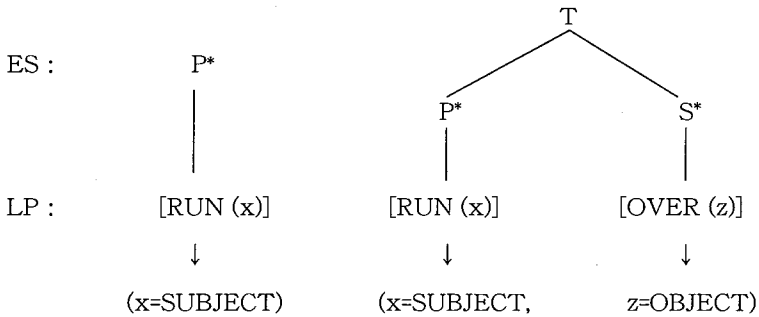 T
ES : P*
P* S*
LP : [RUN (x)] [RUN (x)] [OVER (z)]
↓ ↓ ↓
(x=SUBJECT) (x=SUBJECT, z=OBJECT)